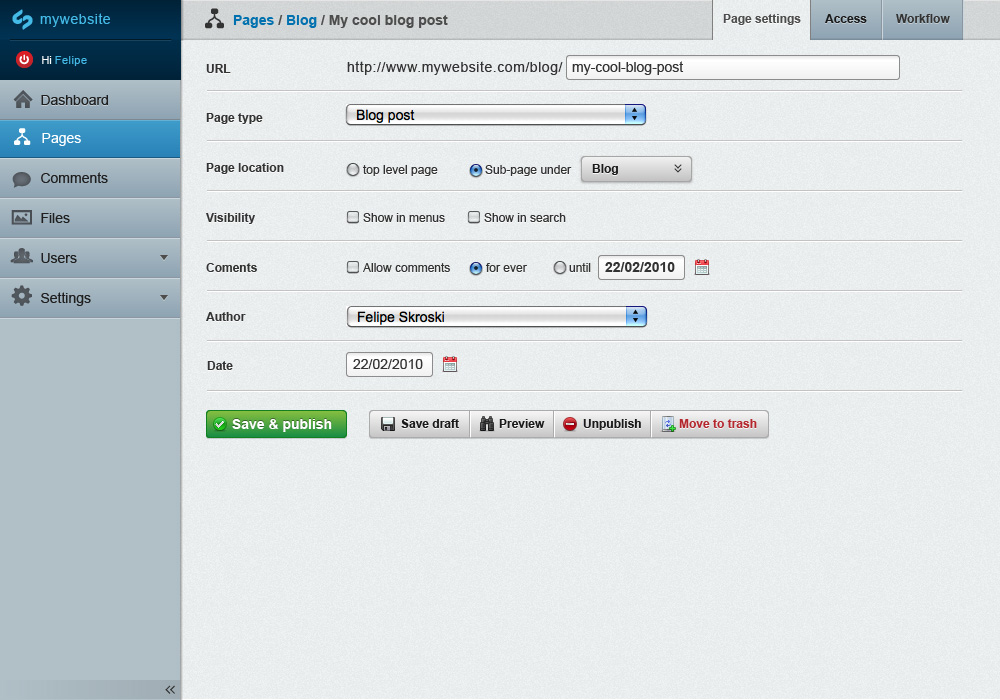 mywebsite
Hi Felipe
Dashboard
Pages
Comments
Files
Users
Settings
Pages / Blog / My cool blog post
Page settings
Access
Workflow
URL http://www.mywebsite.com/blog/ my-cool-blog-post
Page type Blog post
Page location top level page Sub-page under Blog
Visibility Show in menus Show in search
Coments Allow comments for ever until 22/02/2010
Author Felipe Skroski
Date 22/02/2010
Save & publish Save draft Preview Unpublish Move to trash